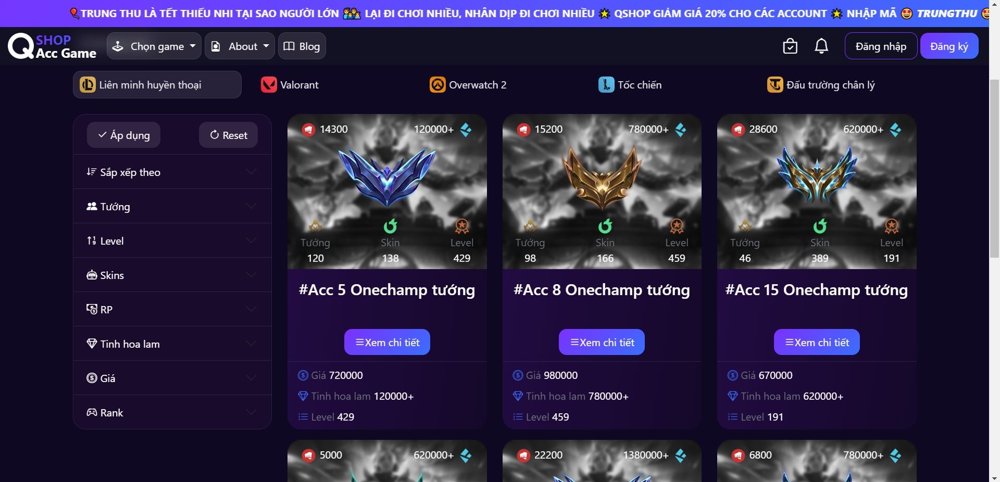 TRUNG THU LÀ TẾT THIẾU NHI TẠI SAO NGƯỜI LỚN 👨‍👩‍👦 LẠI ĐI CHƠI NHIỀU, NHÂN DỊP ĐI CHƠI NHIỀU 🌟 QSHOP GIẢM GIÁ 20% CHO CÁC ACCOUNT 🌟 NHẬP MÃ 🤩 TRUNGTHU 🤩
Q SHOP
Acc Game
Chọn game
About
Blog
Đăng nhập
Đăng ký
Liên minh huyền thoại
Valorant
Overwatch 2
Tốc chiến
Đấu trường chân lý
Áp dụng
Reset
Sắp xếp theo
Tướng
Level
Skins
RP
Tinh hoa lam
Giá
Rank
14300 120000+
Tướng Skin Level
120 138 429
#Acc 5 Onechamp tướng
Xem chi tiết
Giá 720000
Tinh hoa lam 120000+
Level 429
15200 780000+
Tướng Skin Level
98 166 459
#Acc 8 Onechamp tướng
Xem chi tiết
Giá 980000
Tinh hoa lam 780000+
Level 459
28600 620000+
Tướng Skin Level
46 389 191
#Acc 15 Onechamp tướng
Xem chi tiết
Giá 670000
Tinh hoa lam 620000+
Level 191
5000 620000+
22200 1380000+
6800 780000+